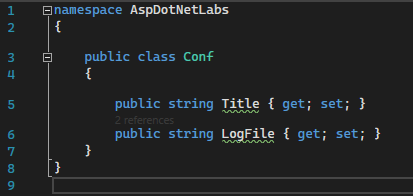 1 namespace AspDotNetLabs
2 {
3 public class Conf
4 {
5 public string Title { get; set; }
2 references
6 public string LogFile { get; set; }
7 }
8 }
9